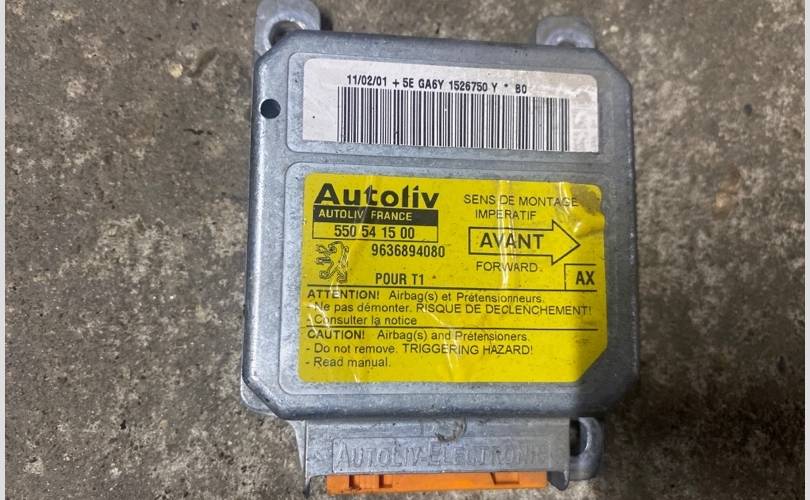 11/02/01 + 5E GA6Y 1526750 Y * B0
Autoliv
AUTOLIV FRANCE
550 54 15 00
9636894080
POUR T1
SENS DE MONTAGE
IMPERATIF
AVANT
FORWARD
AX
ATTENTION! Airbag(s) et Prétensionneurs.
- Ne pas démonter. RISQUE DE DECLENCHEMENT!
- Consulter la notice
CAUTION! Airbag(s) and Prétensioners.
- Do not remove. TRIGGERING HAZARD!
- Read manual.
AUTOLIV-ELECTRONIC